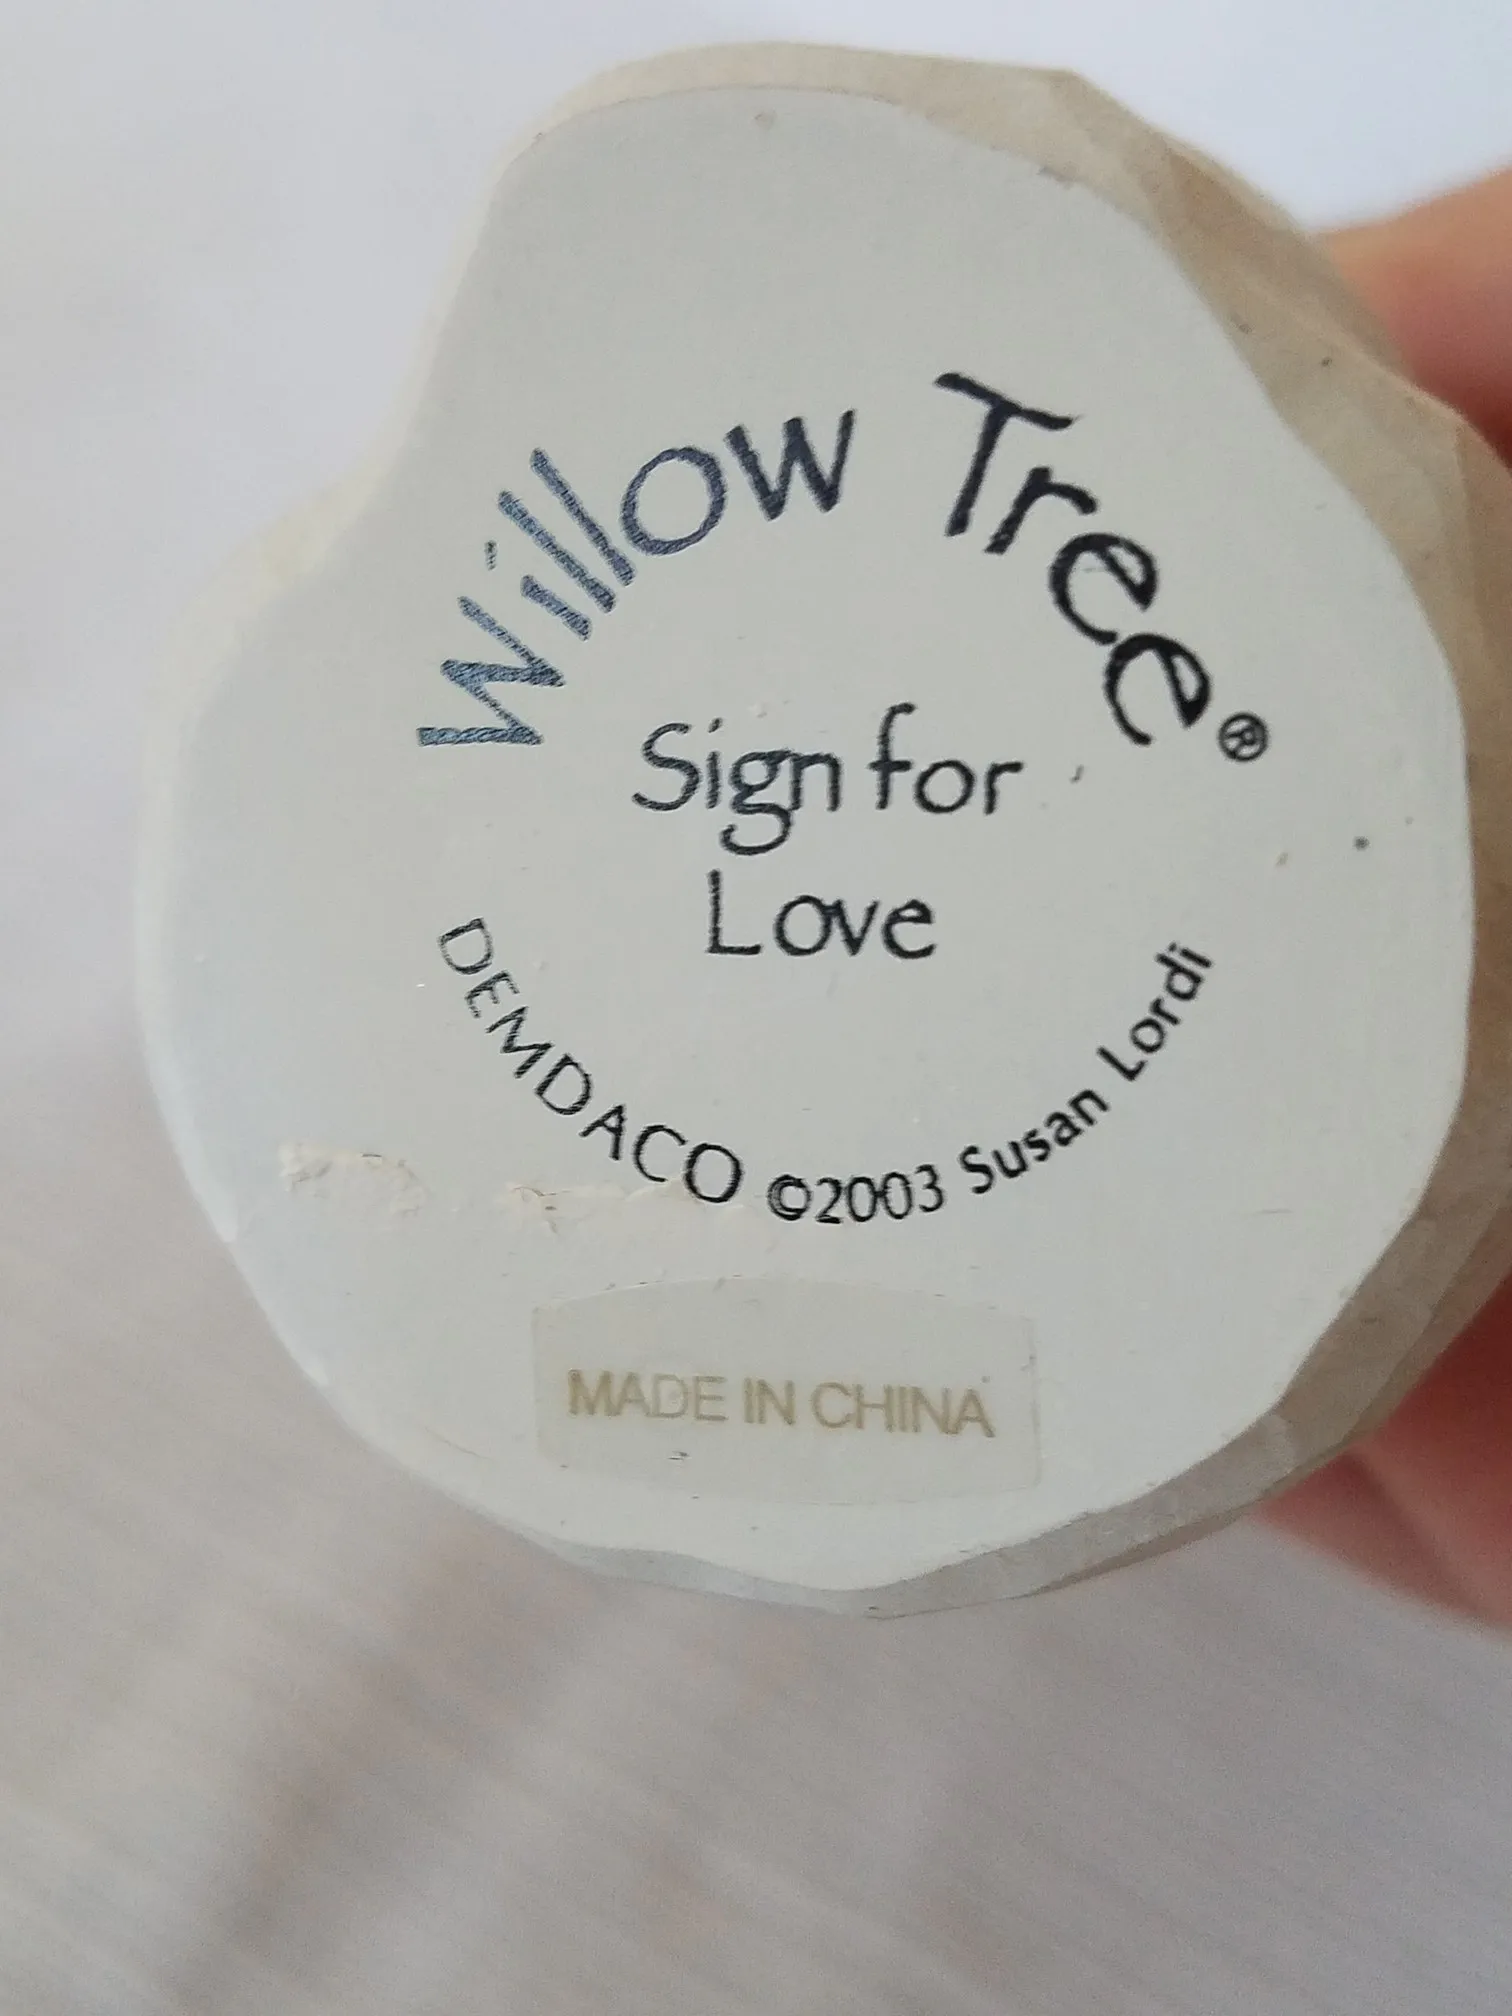 Willow Tree®
Sign for
Love
DEMDACO ©2003 Susan Lordi
MADE IN CHINA